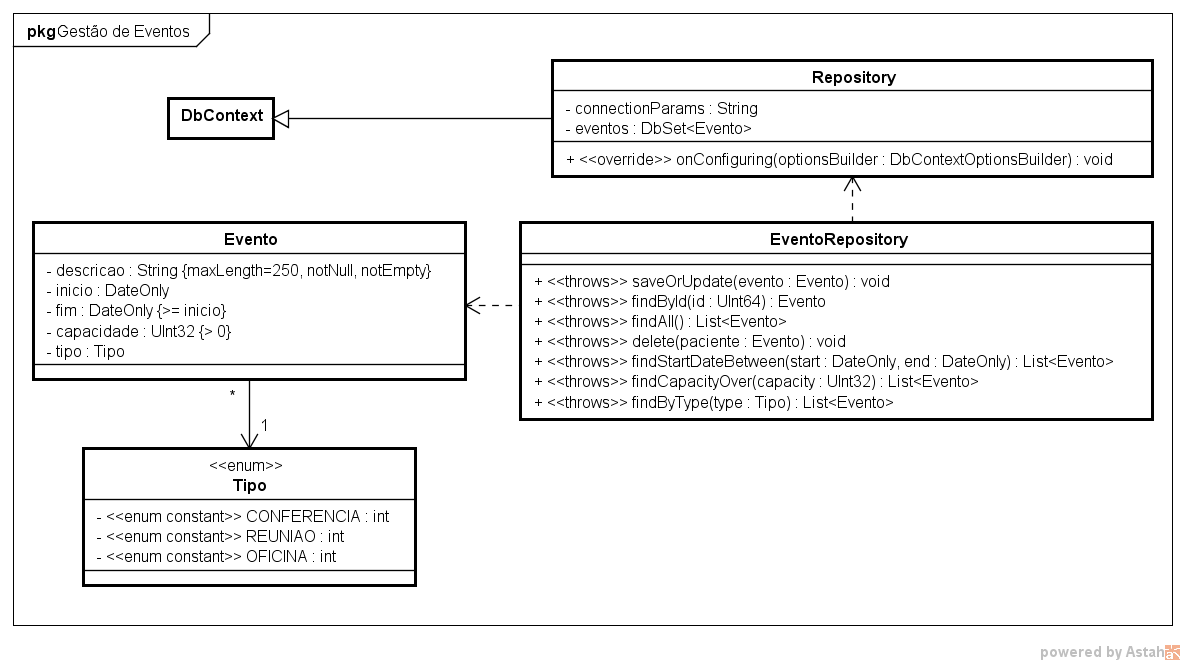 pkgGestão de Eventos
DbContext
Repository
- connectionParams : String
- eventos : DbSet<Evento>
+ <<override>> onConfiguring(optionsBuilder : DbContextOptionsBuilder) : void
Evento
- descricao : String {maxLength=250, notNull, notEmpty}
- inicio : DateOnly
- fim : DateOnly {>= inicio}
- capacidade : UInt32 {> 0}
- tipo : Tipo
EventoRepository
+ <<throws>> saveOrUpdate(evento : Evento) : void
+ <<throws>> findById(id : UInt64) : Evento
+ <<throws>> findAll() : List<Evento>
+ <<throws>> delete(paciente : Evento) : void
+ <<throws>> findStartDateBetween(start : DateOnly, end : DateOnly) : List<Evento>
+ <<throws>> findCapacityOver(capacity : UInt32) : List<Evento>
+ <<throws>> findByType(type : Tipo) : List<Evento>
*
1
<<enum>>
Tipo
- <<enum constant>> CONFERENCIA : int
- <<enum constant>> REUNIAO : int
- <<enum constant>> OFICINA : int
powered by Astah